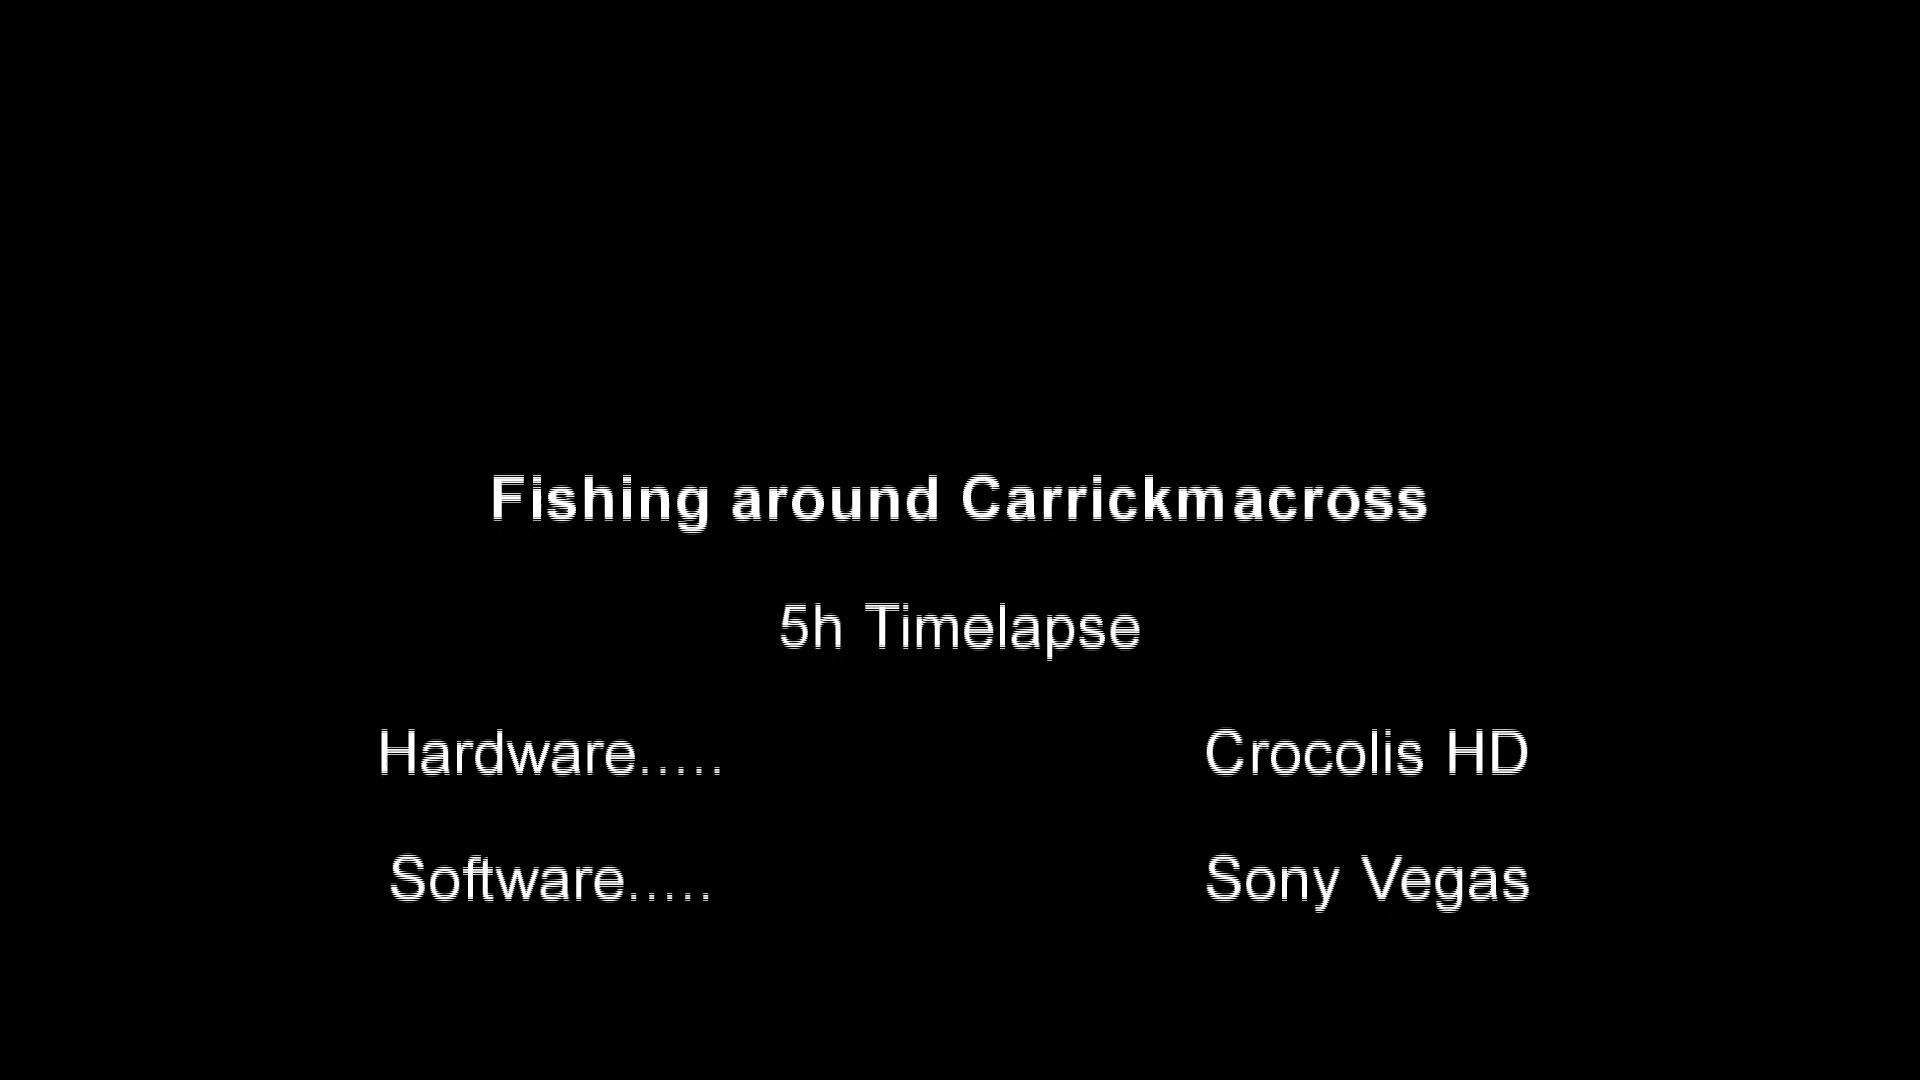 Fishing around Carrickmacross
5h Timelapse
Hardware..... Crocolis HD
Software..... Sony Vegas